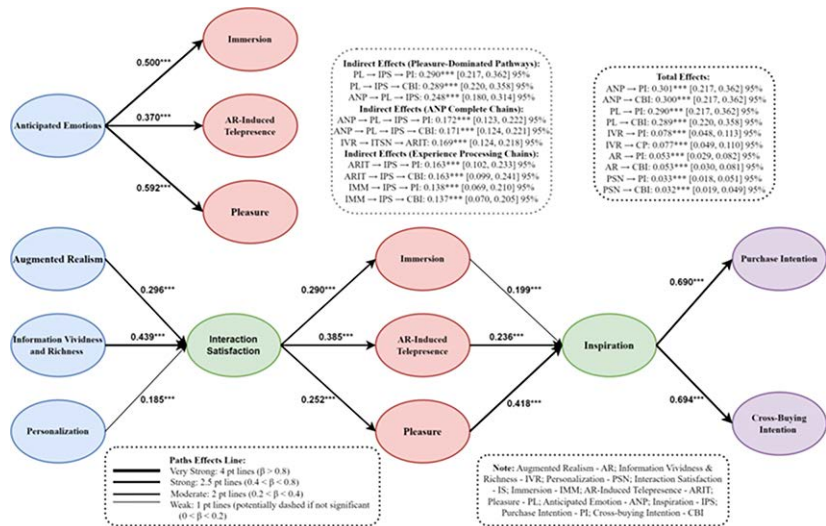 Immersion
0.500***
Anticipated Emotions
0.370***
AR-Induced
Telepresence
0.592***
Pleasure
Indirect Effects (Pleasure-Dominated Pathways):
PL → IPS → PI: 0.290*** [0.217, 0.362] 95%
PL → IPS → CBI: 0.289*** [0.220, 0.358] 95%
ANP → PL → IPS: 0.248*** [0.180, 0.314] 95%
Indirect Effects (ANP Complete Chains):
ANP → PL → IPS → PI: 0.172*** [0.123, 0.222] 95%
ANP → PL → IPS → CBI: 0.171*** [0.124, 0.221] 95%
IVR → ITSN → ARIT: 0.169*** [0.124, 0.218] 95%
Indirect Effects (Experience Processing Chains):
ARIT → IPS → PI: 0.163*** [0.102, 0.233] 95%
ARIT → IPS → CBI: 0.163*** [0.099, 0.241] 95%
IMM → IPS → PI: 0.138*** [0.069, 0.210] 95%
IMM → IPS → CBI: 0.137*** [0.070, 0.205] 95%
Total Effects:
ANP → PI: 0.301*** [0.217, 0.362] 95%
ANP → CBI: 0.300*** [0.217, 0.362] 95%
PL → PI: 0.290*** [0.217, 0.362] 95%
PL → CBI: 0.289*** [0.220, 0.358] 95%
IVR → PI: 0.078*** [0.048, 0.113] 95%
IVR → CP: 0.077*** [0.049, 0.110] 95%
AR → PI: 0.053*** [0.029, 0.082] 95%
AR → CBI: 0.053*** [0.030, 0.081] 95%
PSN → PI: 0.033*** [0.018, 0.051] 95%
PSN → CBI: 0.032*** [0.019, 0.049] 95%
Augmented Realism
0.296***
Information Vividness
and Richness
0.439***
Personalization
0.185***
Interaction
Satisfaction
0.290***
0.385***
0.252***
Immersion
AR-Induced
Telepresence
Pleasure
0.199***
0.236***
0.418***
Inspiration
0.690***
0.694***
Purchase Intention
Cross-Buying
Intention
Paths Effects Line:
Very Strong: 4 pt lines (β > 0.8)
Strong: 2.5 pt lines (0.4 < β < 0.8)
Moderate: 2 pt lines (0.2 < β < 0.4)
Weak: 1 pt lines (potentially dashed if not significant
(0 < β < 0.2)
Note: Augmented Realism - AR; Information Vividness &
Richness - IVR; Personalization - PSN; Interaction Satisfaction
- IS; Immersion - IMM; AR-Induced Telepresence - ARIT;
Pleasure - PL; Anticipated Emotion - ANP; Inspiration - IPS;
Purchase Intention - PI; Cross-buying Intention - CBI